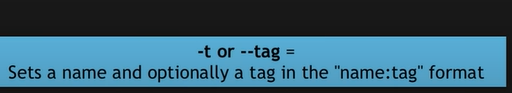 -t or --tag =
Sets a name and optionally a tag in the "name:tag" format